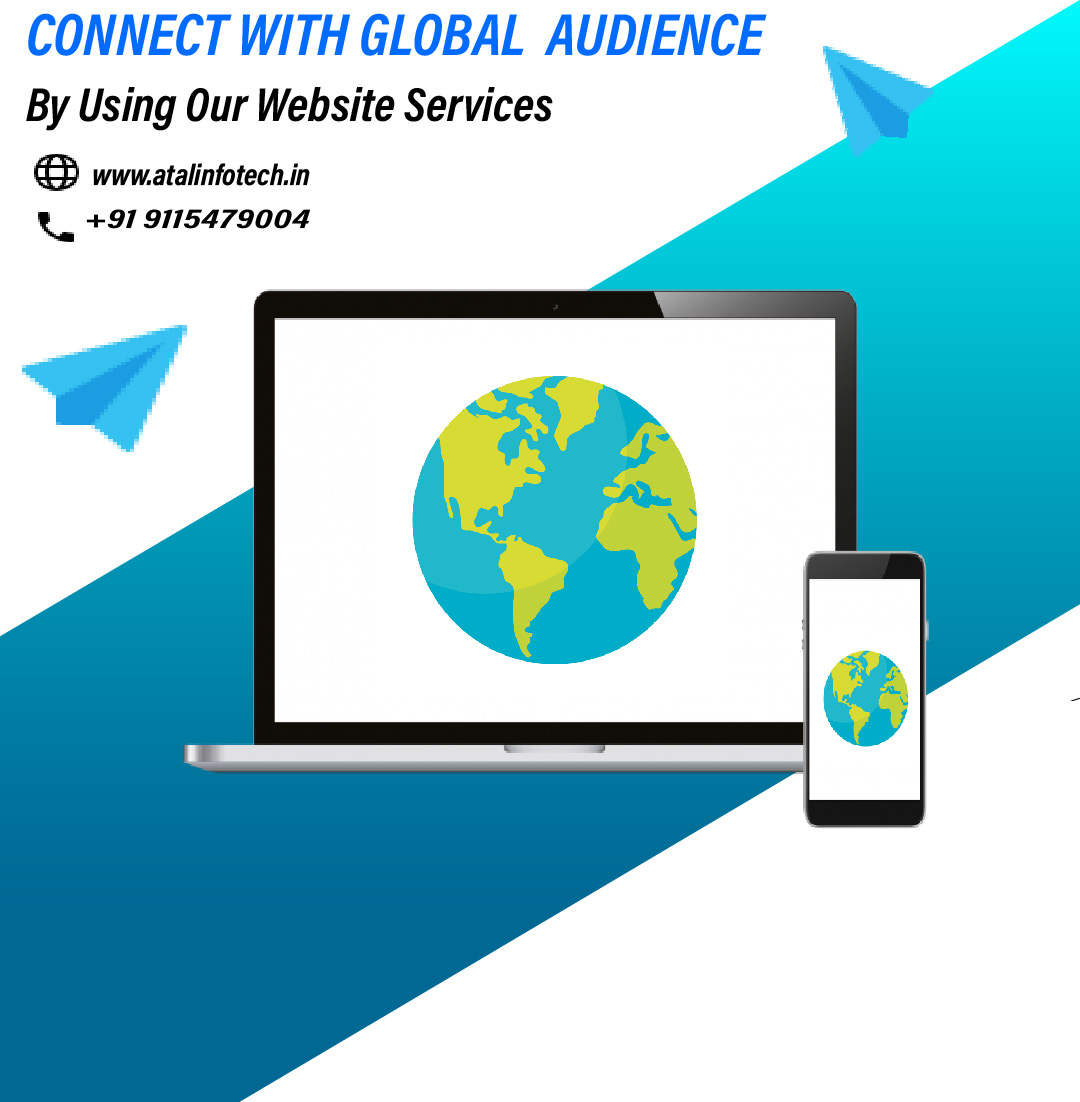 CONNECT WITH GLOBAL AUDIENCE
By Using Our Website Services
www.atalinfotech.in
+91 9115479004